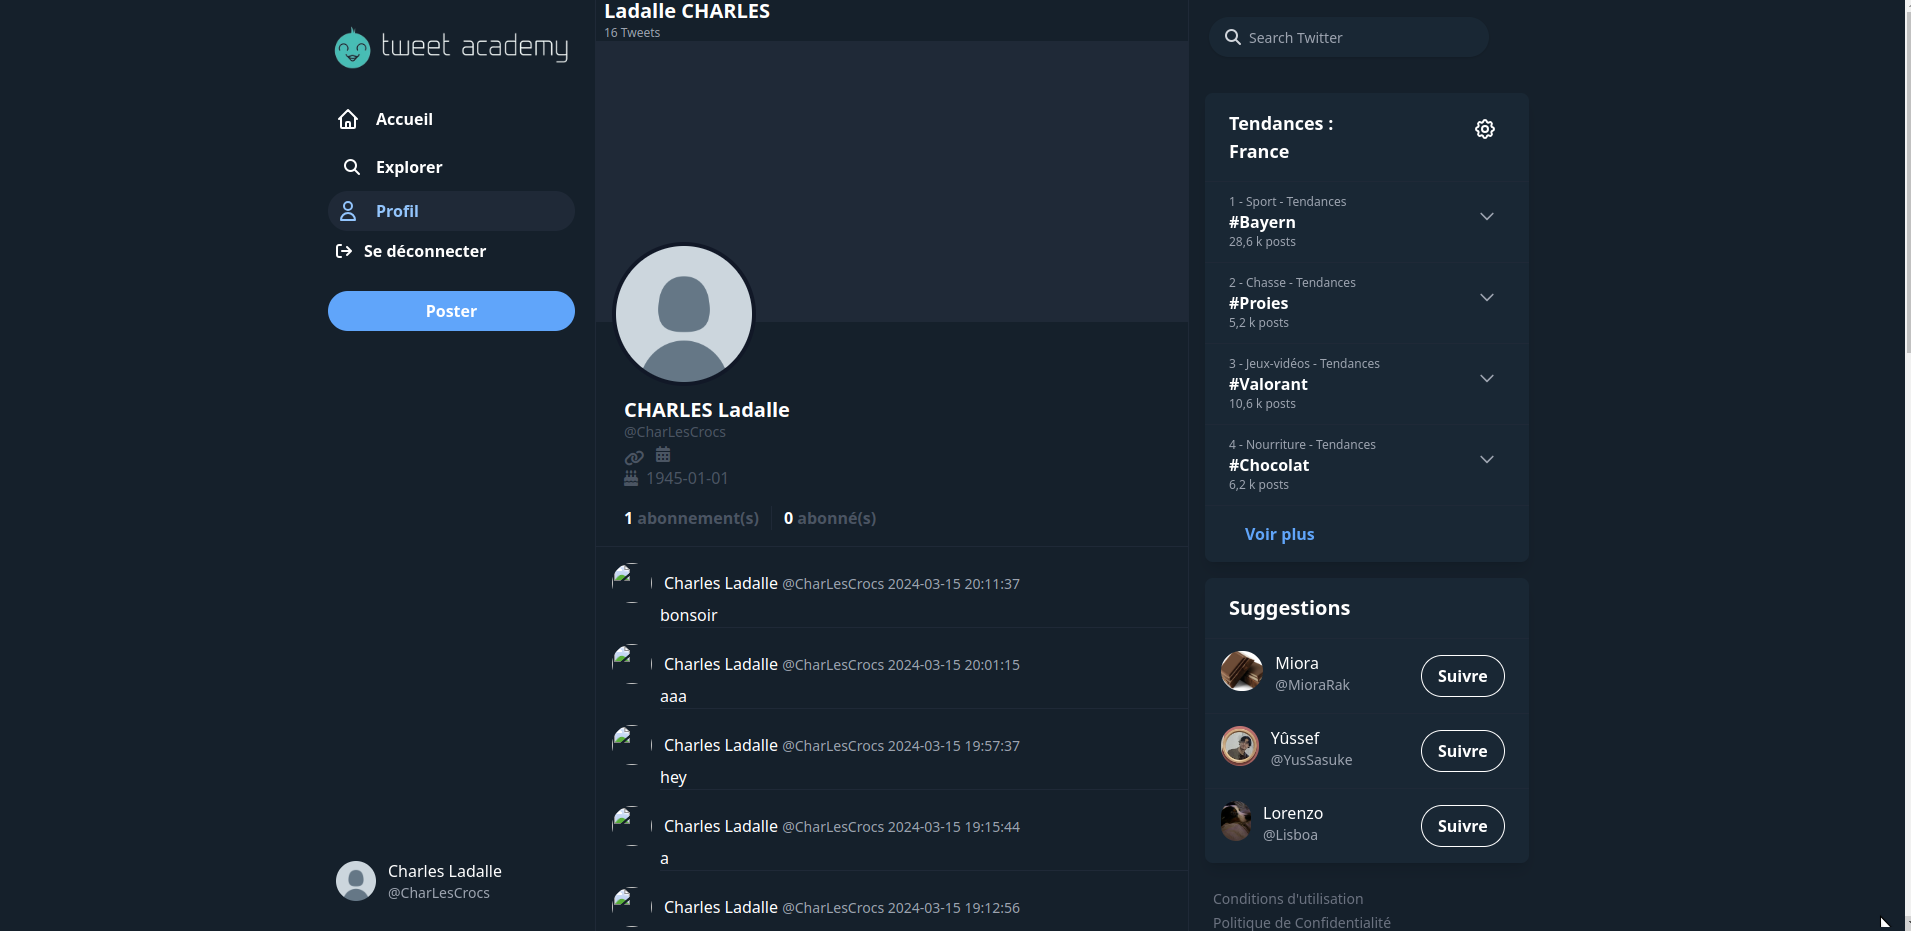 tweet academy
Accueil
Explorer
Profil
Se déconnecter
Poster
Charles Ladalle
@CharLesCrocs
Ladalle CHARLES
16 Tweets
CHARLES Ladalle
@CharLesCrocs
1945-01-01
1 abonnement(s) 0 abonné(s)
Charles Ladalle @CharLesCrocs 2024-03-15 20:11:37
bonsoir
Charles Ladalle @CharLesCrocs 2024-03-15 20:01:15
aaa
Charles Ladalle @CharLesCrocs 2024-03-15 19:57:37
hey
Charles Ladalle @CharLesCrocs 2024-03-15 19:15:44
a
Charles Ladalle @CharLesCrocs 2024-03-15 19:12:56
Search Twitter
Tendances :
France
1 - Sport - Tendances
#Bayern
28,6 k posts
2 - Chasse - Tendances
#Proies
5,2 k posts
3 - Jeux-vidéos - Tendances
#Valorant
10,6 k posts
4 - Nourriture - Tendances
#Chocolat
6,2 k posts
Voir plus
Suggestions
Miora
@MioraRak
Suivre
Yûssef
@YusSasuke
Suivre
Lorenzo
@Lisboa
Suivre
Conditions d'utilisation
Politique de Confidentialité